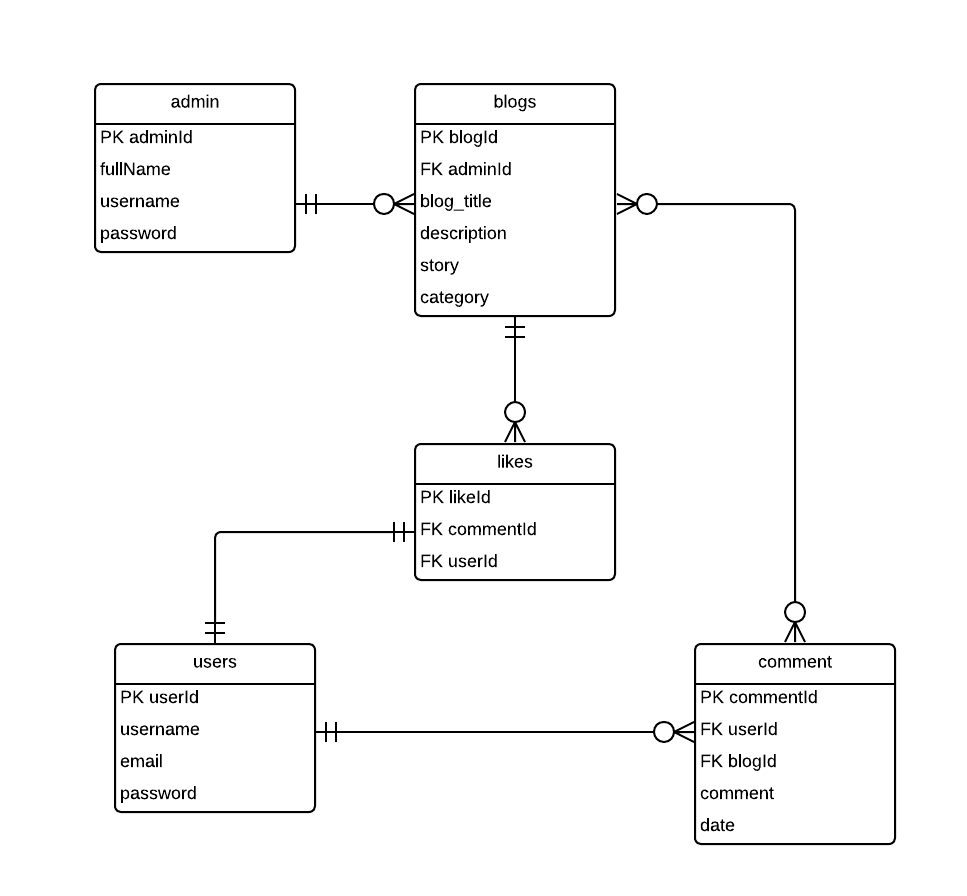 admin
PK adminId
fullName
username
password
blogs
PK blogId
FK adminId
blog_title
description
story
category
likes
PK likeId
FK commentId
FK userId
users
PK userId
username
email
password
comment
PK commentId
FK userId
FK blogId
comment
date